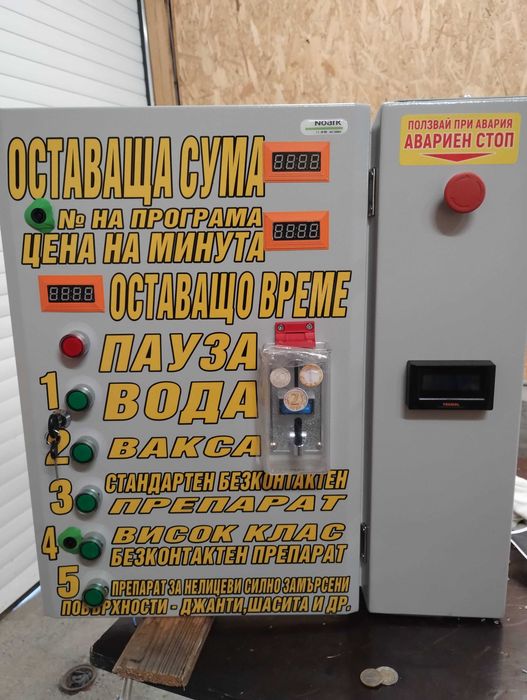 Noark
ОСТАВАЩА СУМА
№ НА ПРОГРАМА
ЦЕНА НА МИНУТА
ОСТАВАЩО ВРЕМЕ
ПАУЗА
1 ВОДА
2 ВАКСА
3 СТАНДАРТЕН БЕЗКОНТАКТЕН
ПРЕПАРАТ
4 ВИСОК КЛАС
БЕЗКОНТАКТЕН ПРЕПАРАТ
5 ПРЕПАРАТ ЗА НЕЛИЦЕВИ СИЛНО ЗАМЪРСЕНИ
ПОВЪРХНОСТИ - ДЖАНТИ,ШАСИТА И ДР.
2
ПОЛЗВАЙ ПРИ АВАРИЯ
АВАРИЕН СТОП